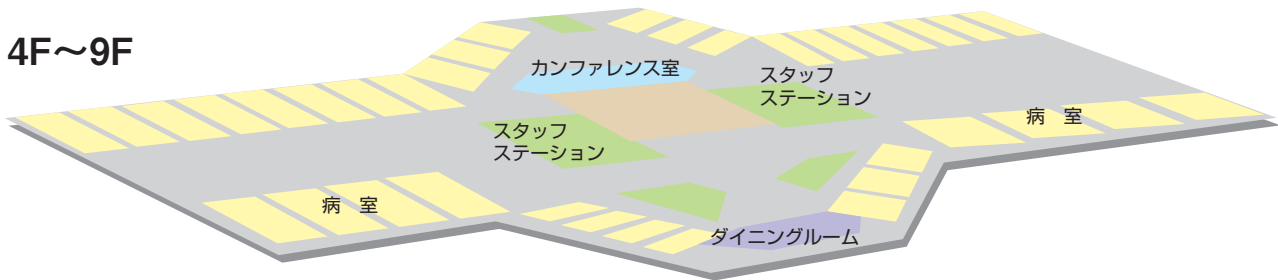 4F〜9F
カンファレンス室
スタッフ
ステーション
スタッフ
ステーション
病　室
病　室
ダイニングルーム